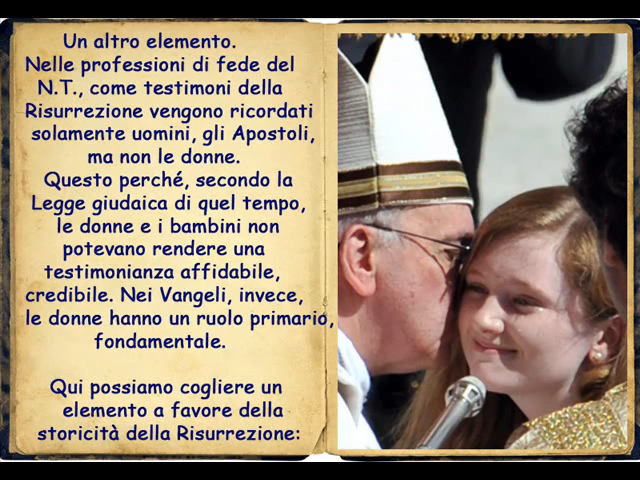 Un altro elemento.
Nelle professioni di fede del
N.T., come testimoni della
Risurrezione vengono ricordati
solamente uomini, gli Apostoli,
ma non le donne.
Questo perché, secondo la
Legge giudaica di quel tempo,
le donne e i bambini non
potevano rendere una
testimonianza affidabile,
credibile. Nei Vangeli, invece,
le donne hanno un ruolo primario,
fondamentale.
Qui possiamo cogliere un
elemento a favore della
storicità della Risurrezione: